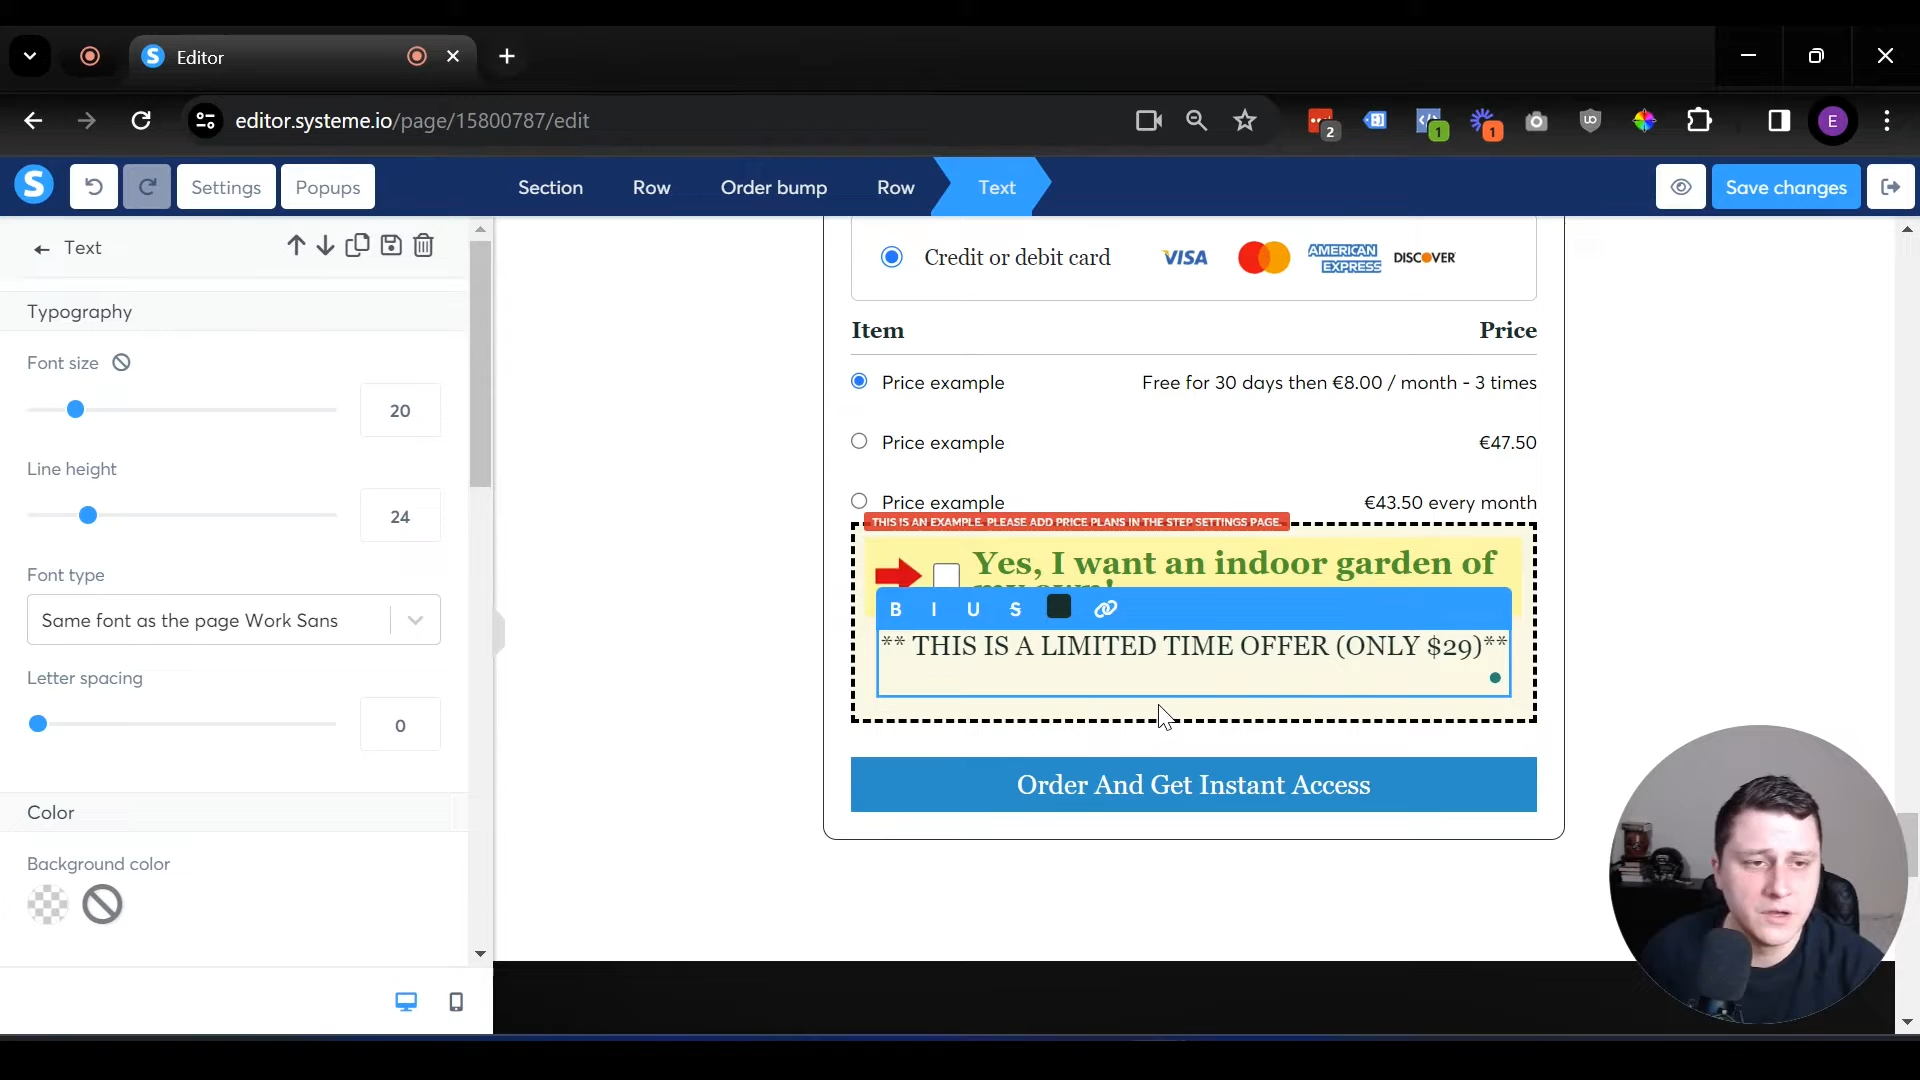 Editor
editor.systeme.io/page/15800787/edit
2
1
1
E
S
Settings
Popups
Section
Row
Order bump
Row
Text
Save changes
Text
Typography
Font size
20
Line height
24
Font type
Same font as the page Work Sans
Letter spacing
0
Color
Background color
Credit or debit card
VISA
AMERICAN EXPRESS
DISCOVER
Item
Price
Price example
Free for 30 days then €8.00 / month - 3 times
Price example
€47.50
Price example
€43.50 every month
THIS IS AN EXAMPLE. PLEASE ADD PRICE PLANS IN THE STEP SETTINGS PAGE.
Yes, I want an indoor garden of
my own!
B I U S
** THIS IS A LIMITED TIME OFFER (ONLY $29)**
Order And Get Instant Access